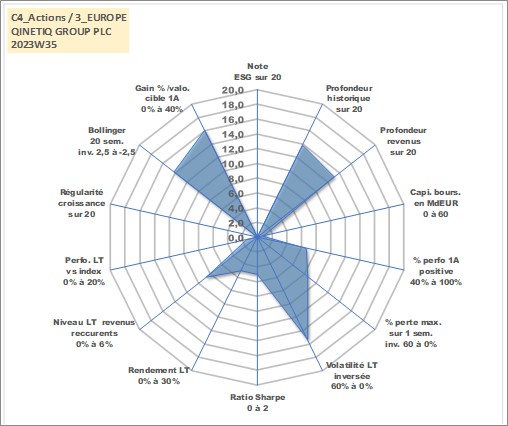 C4_Actions / 3_EUROPE
QINETIQ GROUP PLC
2023W35
Note
ESG sur 20
Profondeur
historique
sur 20
Profondeur
revenus
sur 20
Capi. bours.
en MdEUR
0 à 60
% perfo 1A
positive
40% à 100%
% perte max.
sur 1 sem.
inv. 60 à 0%
Volatilité LT
inversée
60% à 0%
Ratio Sharpe
0 à 2
Rendement LT
0% à 30%
Niveau LT revenus
reccurents
0% à 6%
Perfo. LT
vs index
0% à 20%
Régularité
croissance
sur 20
Bollinger
20 sem.
inv. 2,5 à -2,5
Gain % /valo.
cible 1A
0% à 40%
20,0
18,0
16,0
14,0
12,0
10,0
8,0
6,0
4,0
2,0
0,0